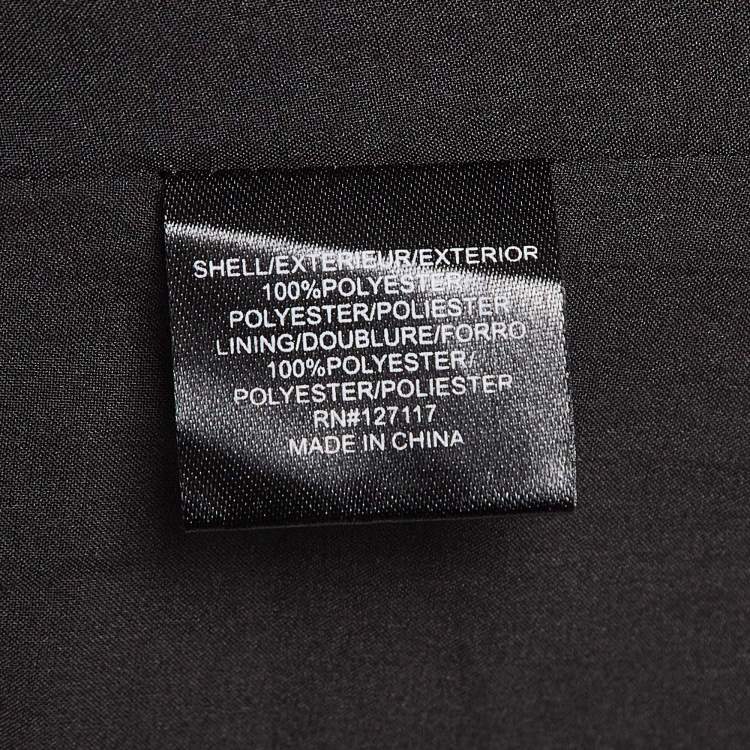 SHELL/EXTERIEUR/EXTERIOR
100%POLYESTER/
POLYESTER/POLIESTER
LINING/DOUBLURE/FORRO
100%POLYESTER/
POLYESTER/POLIESTER
RN#127117
MADE IN CHINA